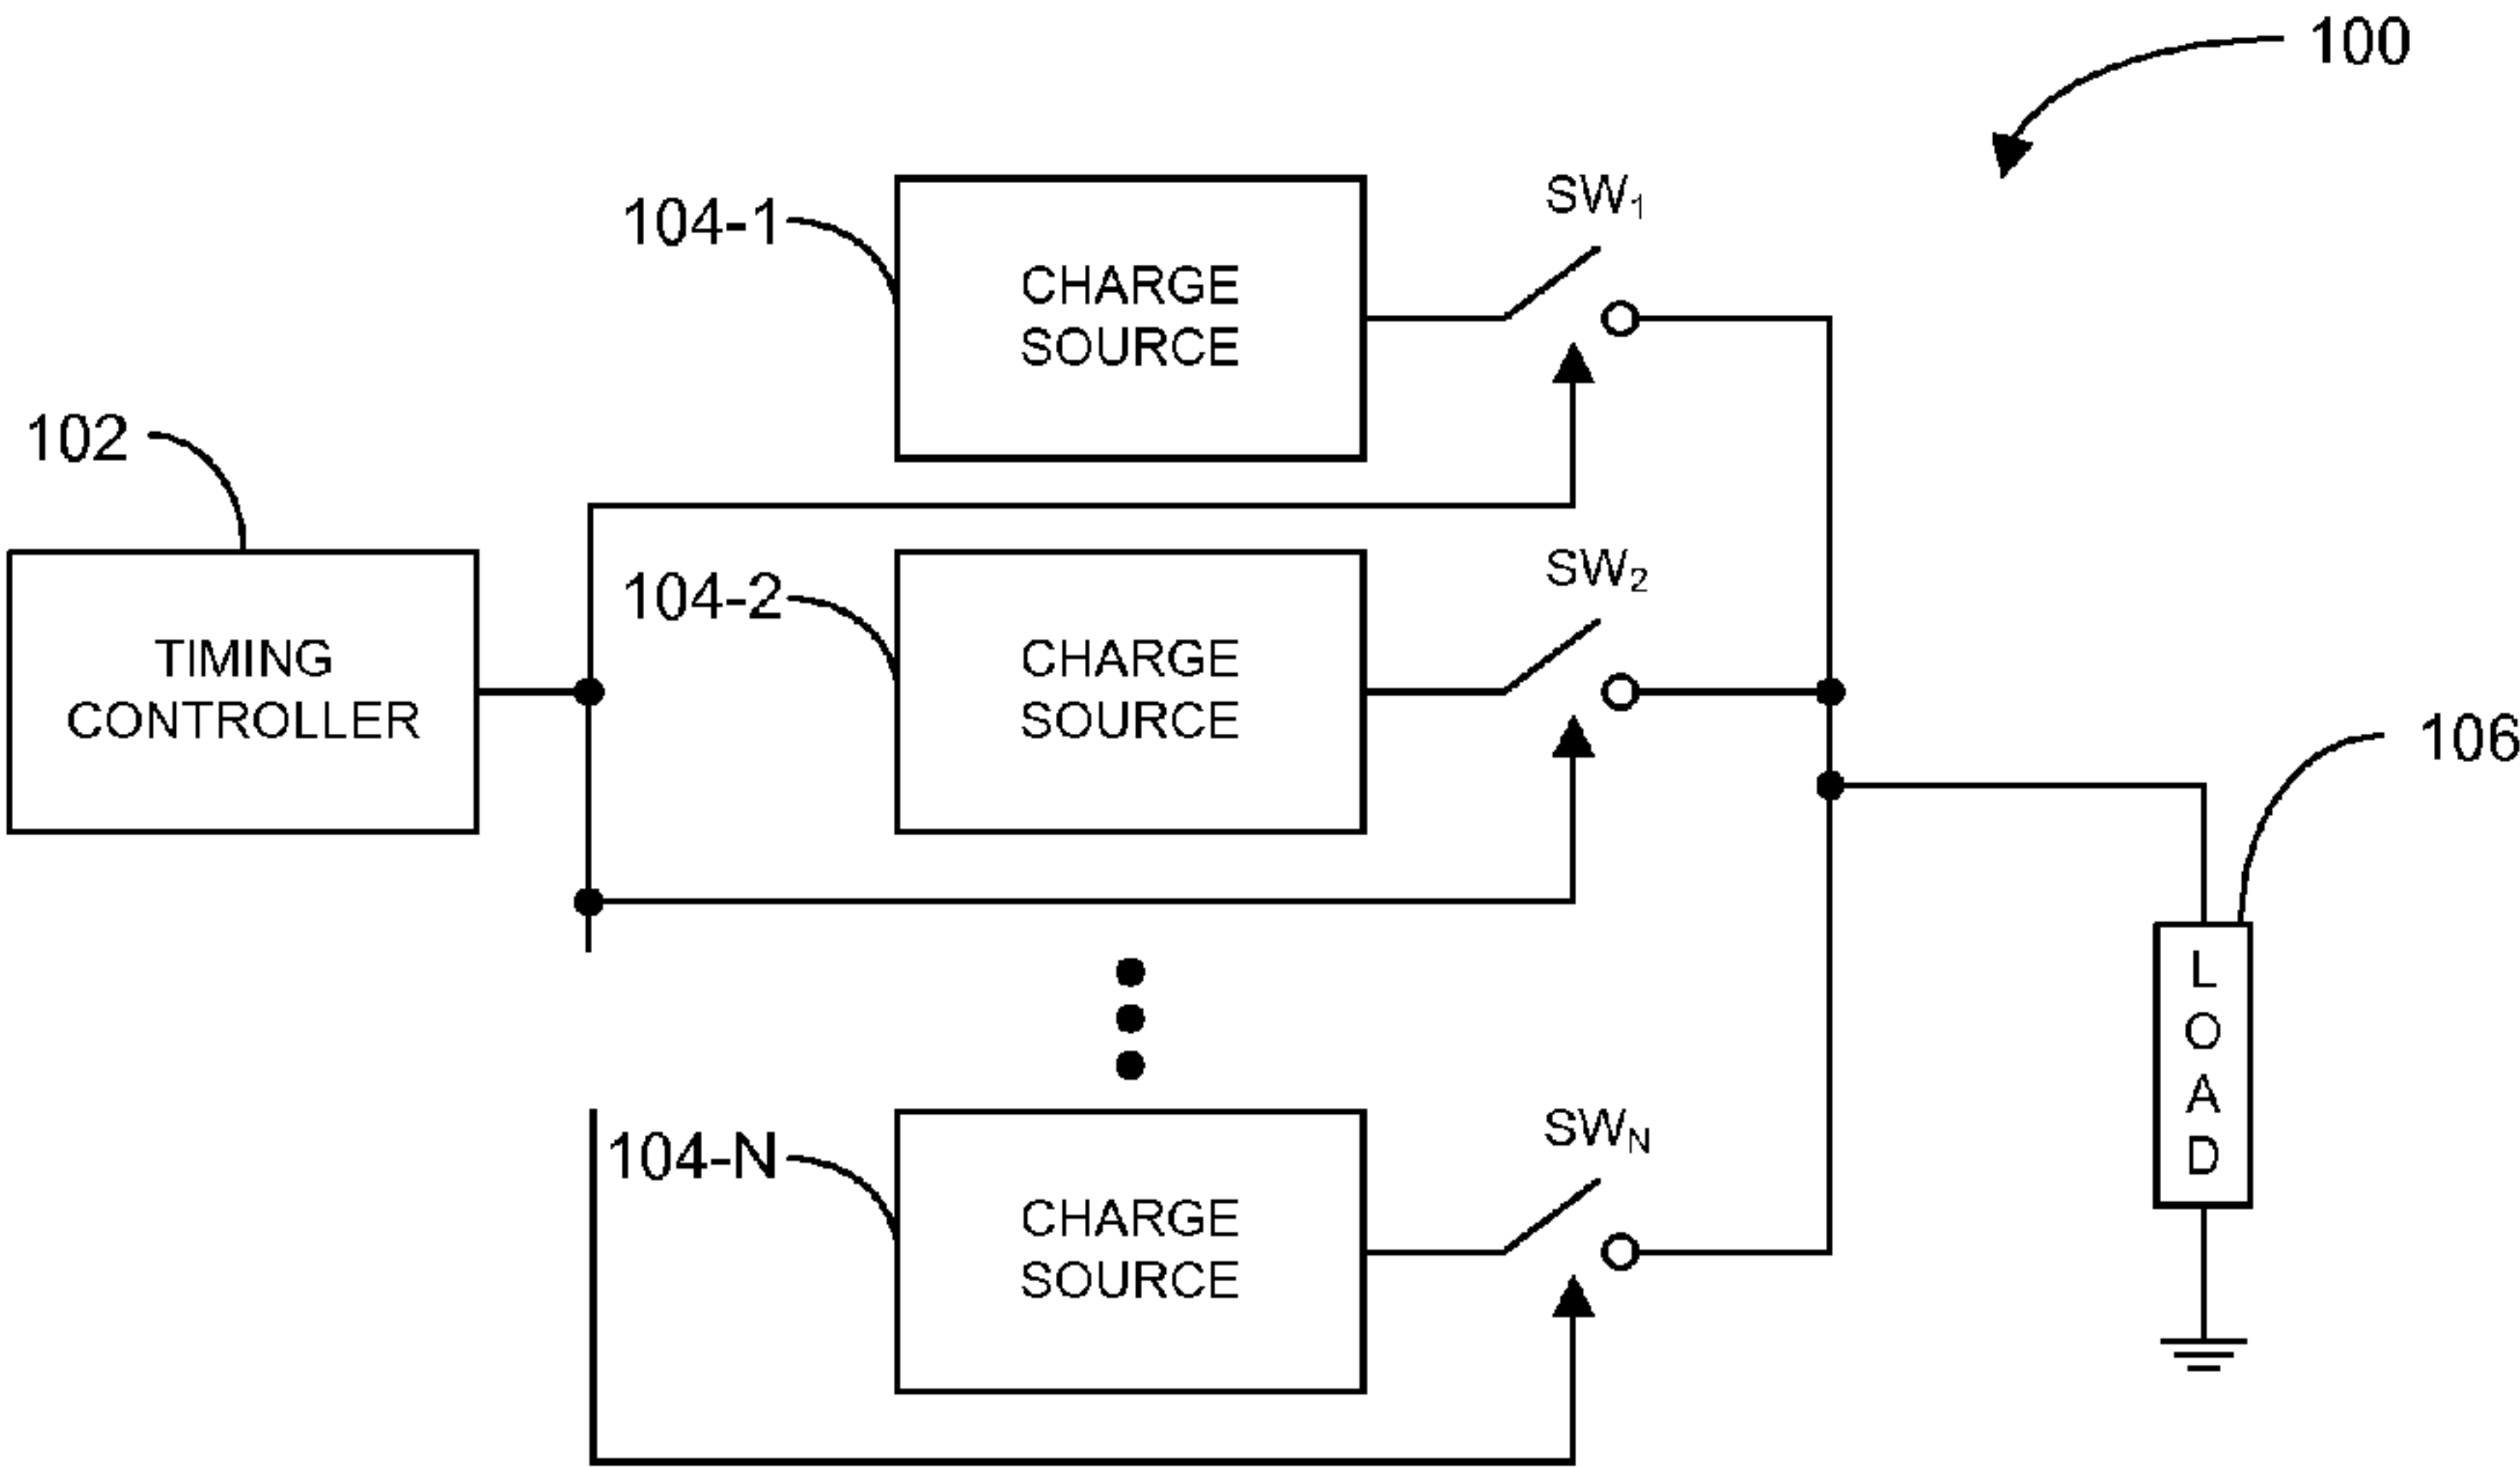 100
104-1
CHARGE
SOURCE
SW₁
102
TIMING
CONTROLLER
104-2
CHARGE
SOURCE
SW₂
106
LOAD
104-N
CHARGE
SOURCE
SWN